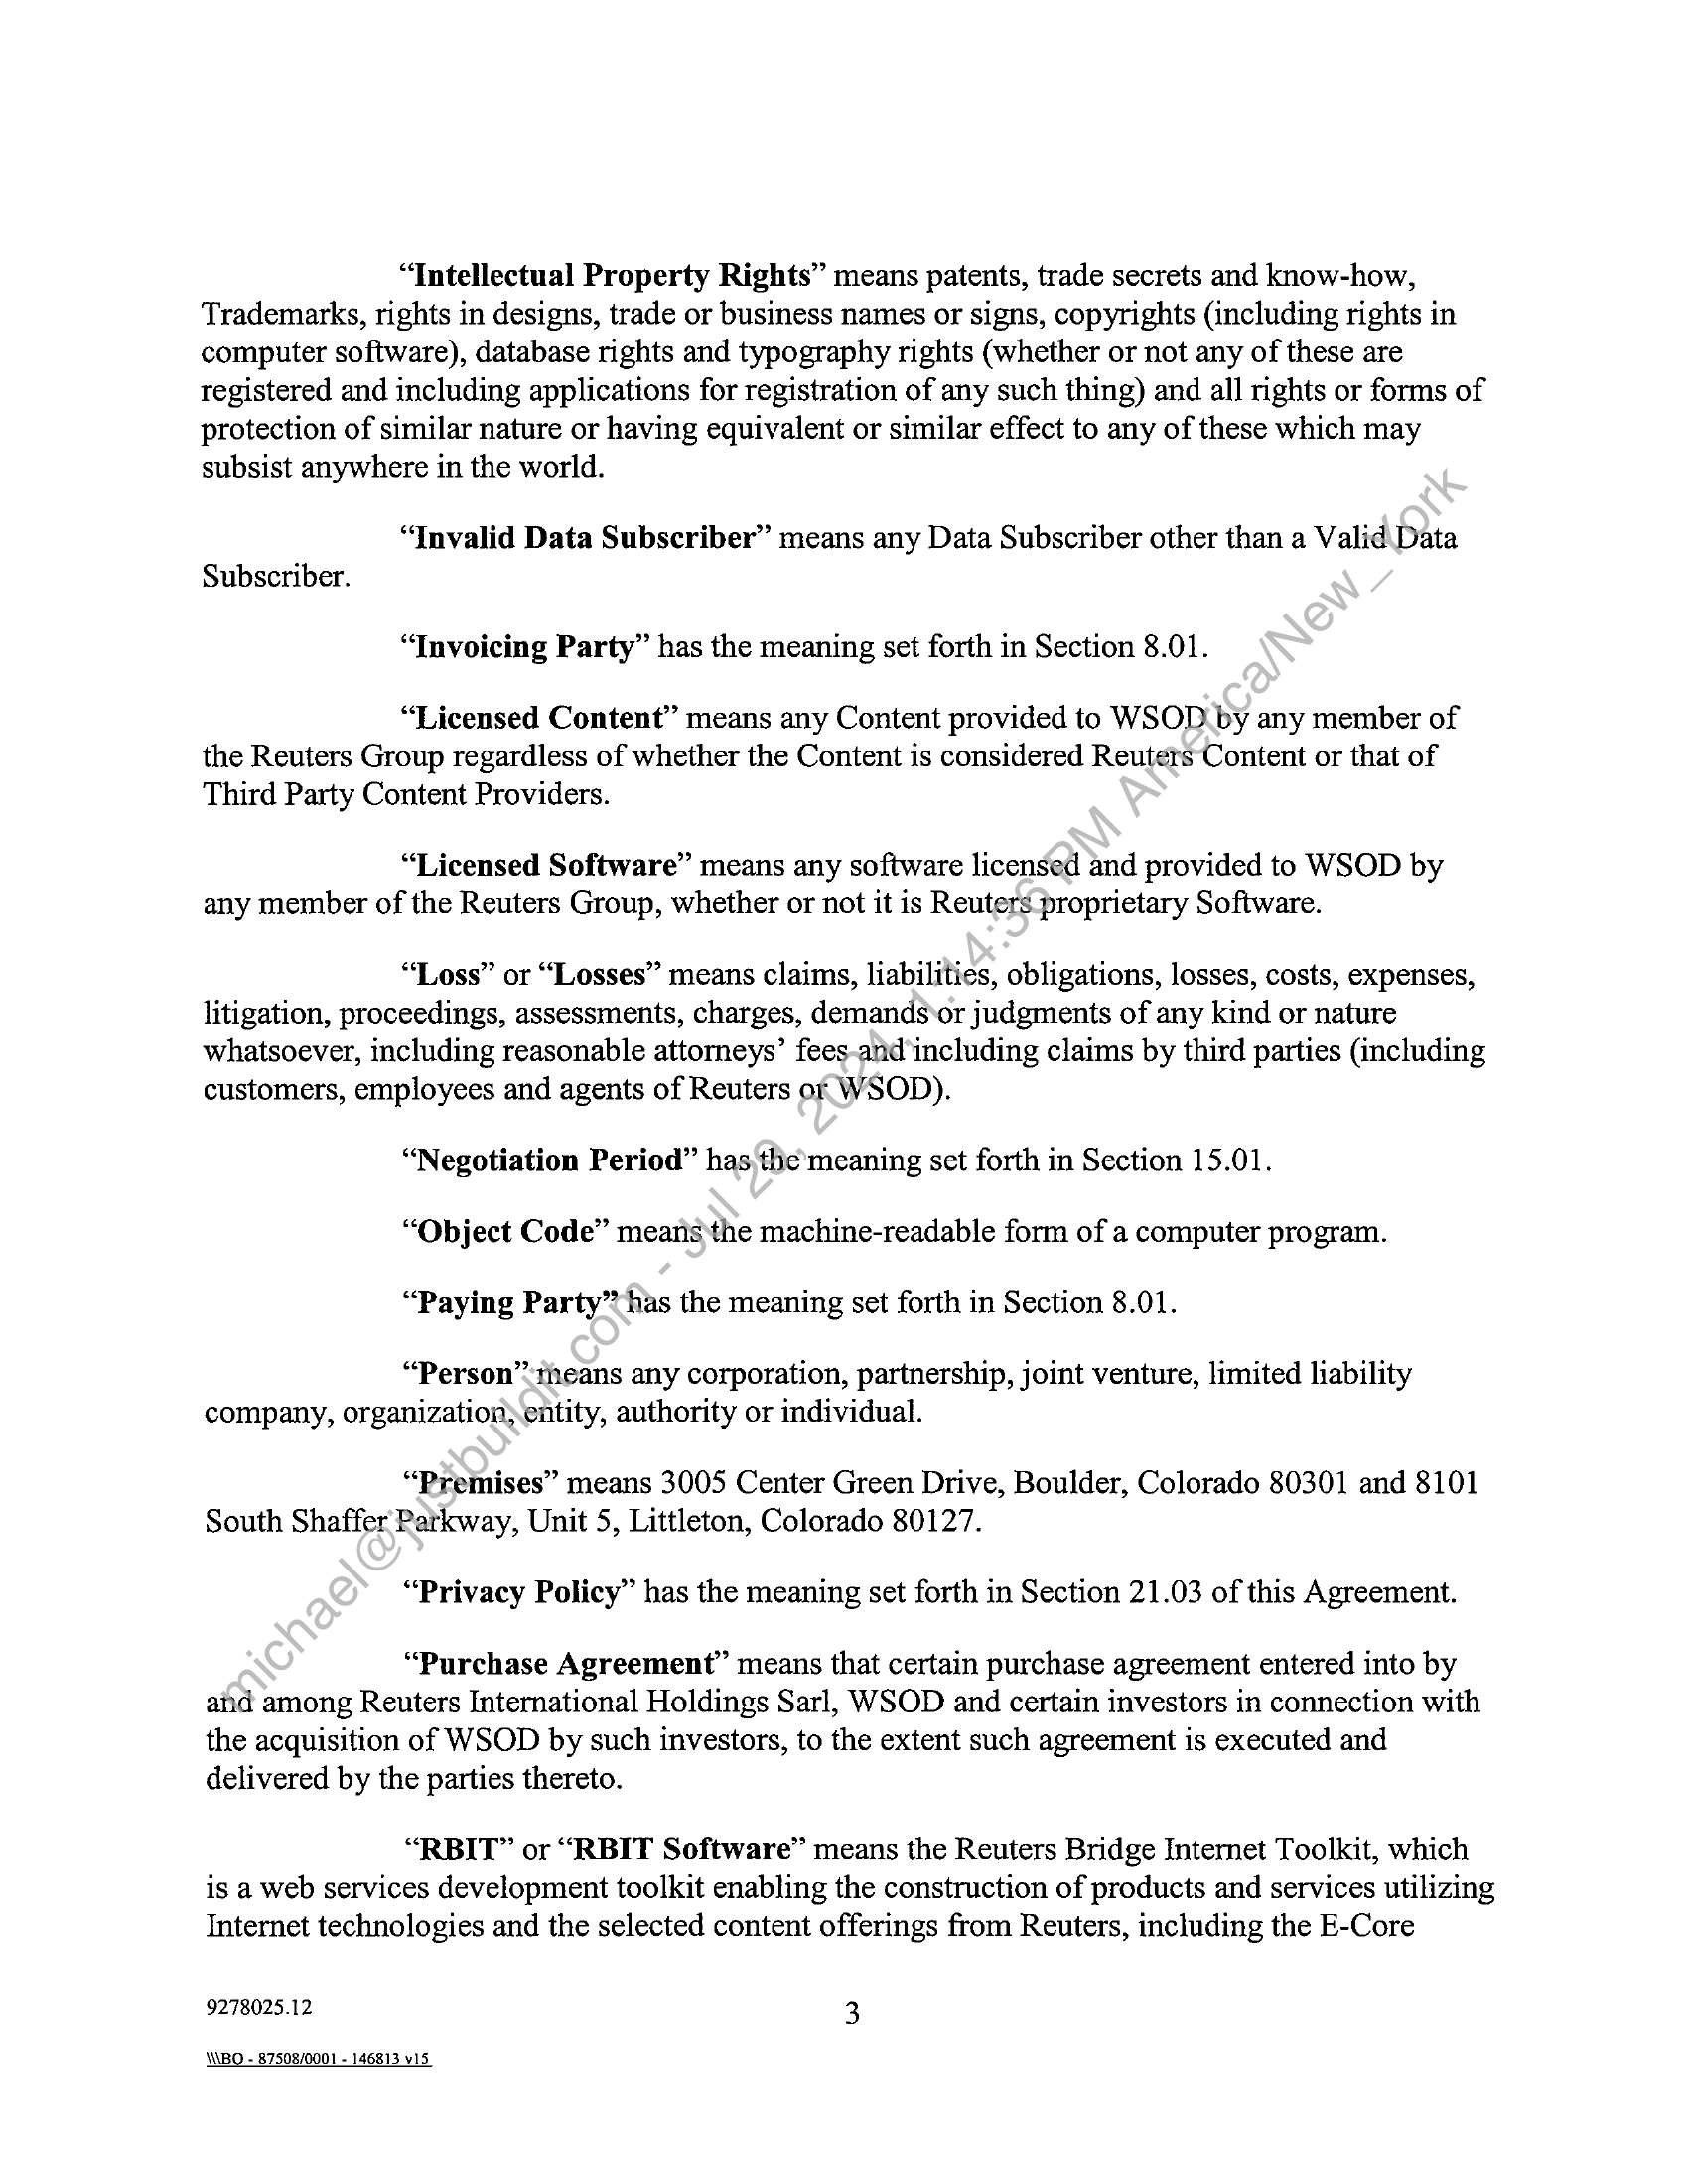 “Intellectual Property Rights” means patents, trade secrets and know-how,
Trademarks, rights in designs, trade or business names or signs, copyrights (including rights in
computer software), database rights and typography rights (whether or not any of these are
registered and including applications for registration of any such thing) and all rights or forms of
protection of similar nature or having equivalent or similar effect to any of these which may
subsist anywhere in the world.
“Invalid Data Subscriber” means any Data Subscriber other than a Valid Data
Subscriber.
“Invoicing Party” has the meaning set forth in Section 8.01.
“Licensed Content” means any Content provided to WSOD by any member of
the Reuters Group regardless of whether the Content is considered Reuters Content or that of
Third Party Content Providers.
“Licensed Software” means any software licensed and provided to WSOD by
any member of the Reuters Group, whether or not it is Reuters proprietary Software.
“Loss” or “Losses” means claims, liabilities, obligations, losses, costs, expenses,
litigation, proceedings, assessments, charges, demands or judgments of any kind or nature
whatsoever, including reasonable attorneys’ fees and including claims by third parties (including
customers, employees and agents of Reuters or WSOD).
“Negotiation Period” has the meaning set forth in Section 15.01.
“Object Code” means the machine-readable form of a computer program.
“Paying Party” has the meaning set forth in Section 8.01.
“Person” means any corporation, partnership, joint venture, limited liability
company, organization, entity, authority or individual.
“Premises” means 3005 Center Green Drive, Boulder, Colorado 80301 and 8101
South Shaffer Parkway, Unit 5, Littleton, Colorado 80127.
“Privacy Policy” has the meaning set forth in Section 21.03 of this Agreement.
“Purchase Agreement” means that certain purchase agreement entered into by
and among Reuters International Holdings Sarl, WSOD and certain investors in connection with
the acquisition of WSOD by such investors, to the extent such agreement is executed and
delivered by the parties thereto.
“RBIT” or “RBIT Software” means the Reuters Bridge Internet Toolkit, which
is a web services development toolkit enabling the construction of products and services utilizing
Internet technologies and the selected content offerings from Reuters, including the E-Core
9278025.12
3
\\\BO - 87508/0001 - 146813 v15
michael@justbuildit.com - Jul 29, 2024, 1:14:36 PM America/New_York